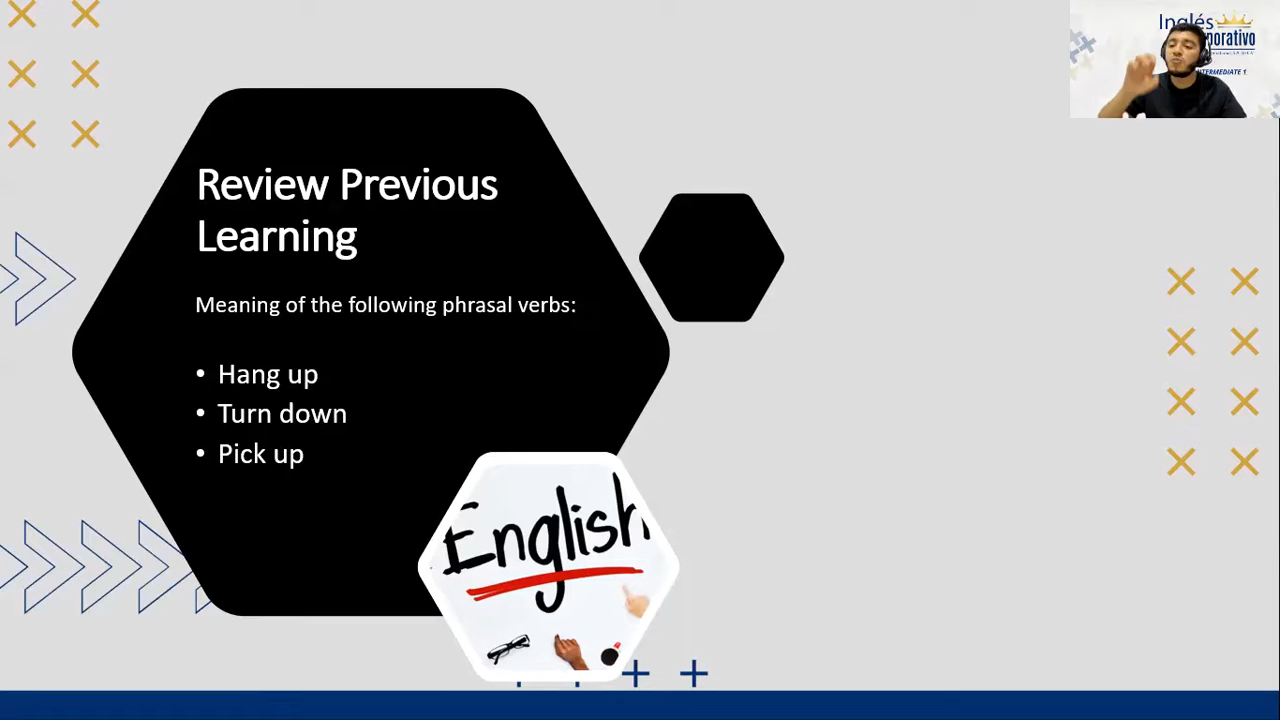 Review Previous
Learning
Meaning of the following phrasal verbs:
• Hang up
• Turn down
• Pick up
English
Inglés
INTERMEDIATE 1